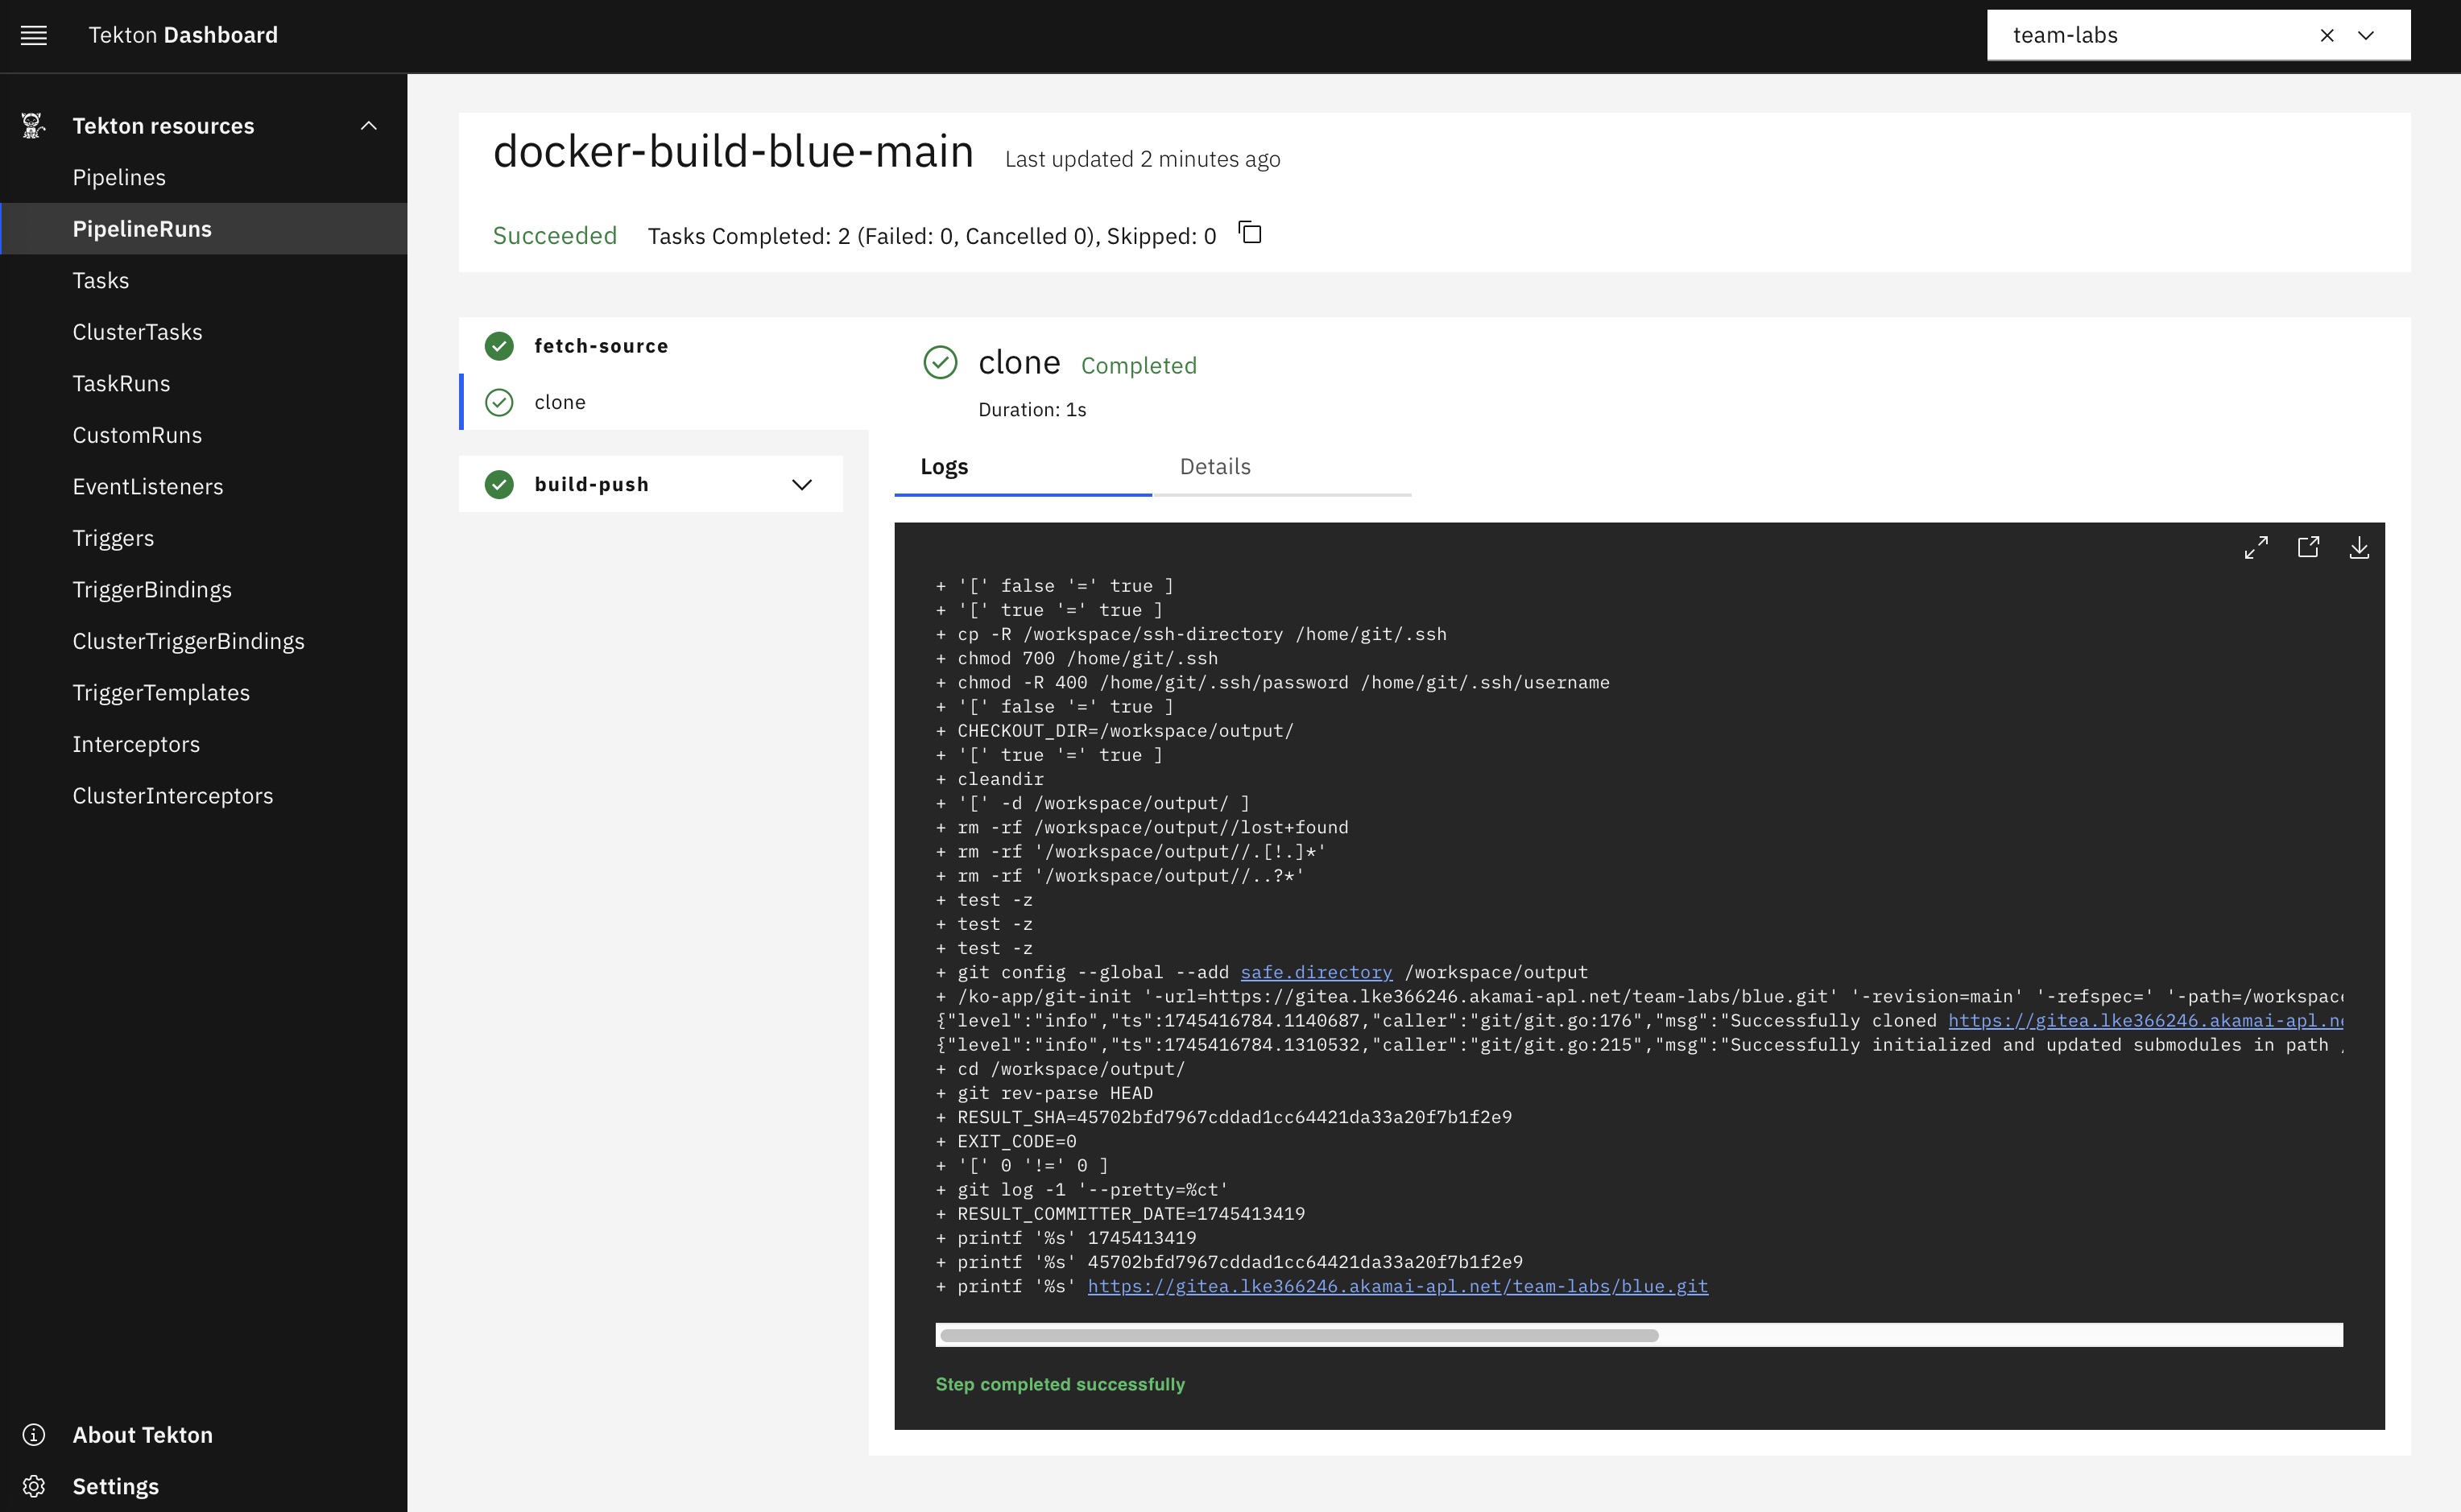 Tekton Dashboard
team-labs
Tekton resources
Pipelines
PipelineRuns
Tasks
ClusterTasks
TaskRuns
CustomRuns
EventListeners
Triggers
TriggerBindings
ClusterTriggerBindings
TriggerTemplates
Interceptors
ClusterInterceptors
About Tekton
Settings
docker-build-blue-main Last updated 2 minutes ago
Succeeded Tasks Completed: 2 (Failed: 0, Cancelled 0), Skipped: 0
fetch-source
clone
build-push
clone Completed
Duration: 1s
Logs Details
+ '[' false '=' true ]
+ '[' true '=' true ]
+ cp -R /workspace/ssh-directory /home/git/.ssh
+ chmod 700 /home/git/.ssh
+ chmod -R 400 /home/git/.ssh/password /home/git/.ssh/username
+ '[' false '=' true ]
+ CHECKOUT_DIR=/workspace/output/
+ '[' true '=' true ]
+ cleandir
+ '[' -d /workspace/output/ ]
+ rm -rf /workspace/output//lost+found
+ rm -rf '/workspace/output//.[!.]*'
+ rm -rf '/workspace/output//..?*'
+ test -z
+ test -z
+ test -z
+ git config --global --add safe.directory /workspace/output
+ /ko-app/git-init '-url=https://gitea.lke366246.akamai-apl.net/team-labs/blue.git' '-revision=main' '-refspec=' '-path=/workspace
{"level":"info","ts":1745416784.1140687,"caller":"git/git.go:176","msg":"Successfully cloned https://gitea.lke366246.akamai-apl.ne
{"level":"info","ts":1745416784.1310532,"caller":"git/git.go:215","msg":"Successfully initialized and updated submodules in path /
+ cd /workspace/output/
+ git rev-parse HEAD
+ RESULT_SHA=45702bfd7967cddad1cc64421da33a20f7b1f2e9
+ EXIT_CODE=0
+ '[' 0 '!=' 0 ]
+ git log -1 '--pretty=%ct'
+ RESULT_COMMITTER_DATE=1745413419
+ printf '%s' 1745413419
+ printf '%s' 45702bfd7967cddad1cc64421da33a20f7b1f2e9
+ printf '%s' https://gitea.lke366246.akamai-apl.net/team-labs/blue.git
Step completed successfully